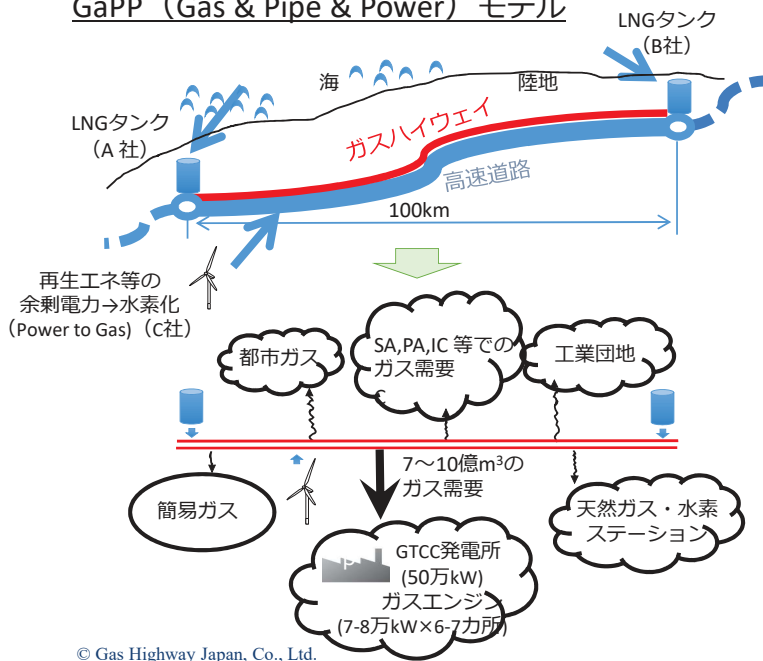 GaPP（Gas & Pipe & Power）モデル
LNGタンク
（B社）
海
陸地
LNGタンク
（A 社）
ガスハイウェイ
高速道路
100km
再生エネ等の
余剰電力→水素化
（Power to Gas)（C社）
都市ガス
SA,PA,IC 等での
ガス需要
工業団地
7～10億m³の
ガス需要
簡易ガス
天然ガス・水素
ステーション
GTCC発電所
(50万kW)
ガスエンジン
(7-8万kW×6-7カ所)
© Gas Highway Japan, Co., Ltd.